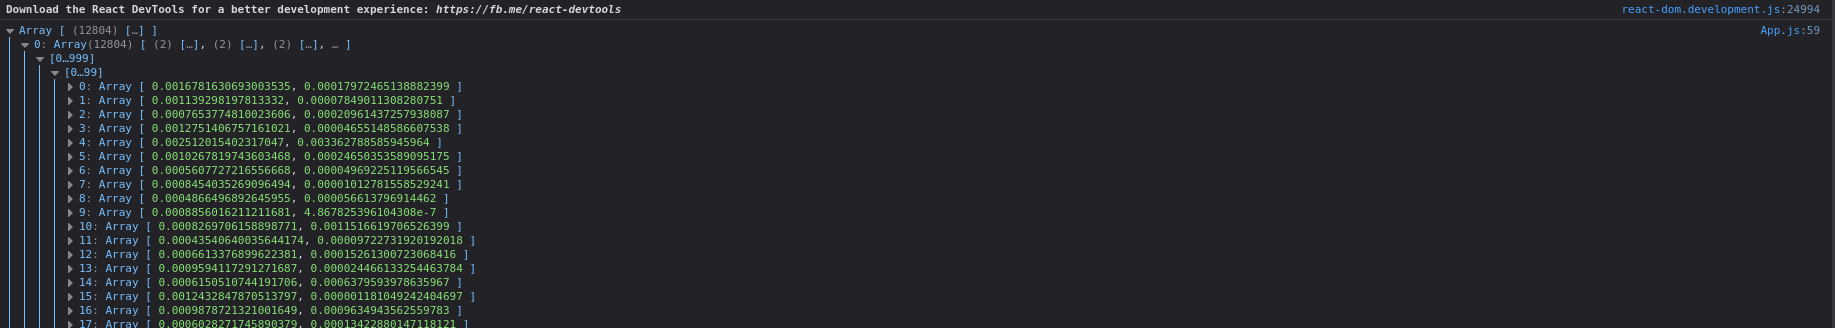 Download the React DevTools for a better development experience: https://fb.me/react-devtools react-dom.development.js:24994
Array [ (12804) […] ] App.js:59
0: Array(12804) [ (2) […], (2) […], (2) […], … ]
[0…999]
[0…99]
0: Array [ 0.0016781630693003535, 0.00017972465138882399 ]
1: Array [ 0.001139298197813332, 0.00007849011308280751 ]
2: Array [ 0.0007653774810023606, 0.00020961437257938087 ]
3: Array [ 0.0012751406757161021, 0.00004655148586607538 ]
4: Array [ 0.002512015402317047, 0.003362788585945964 ]
5: Array [ 0.0010267819743603468, 0.00024650353589095175 ]
6: Array [ 0.0005607727216556668, 0.00004969225119566545 ]
7: Array [ 0.0008454035269096494, 0.00001012781558529241 ]
8: Array [ 0.0004866496892645955, 0.000056613796914462 ]
9: Array [ 0.0008856016211211681, 4.867825396104308e-7 ]
10: Array [ 0.0008269706158898771, 0.0011516619706526399 ]
11: Array [ 0.00043540640035644174, 0.00009722731920192018 ]
12: Array [ 0.0006613376899622381, 0.00015261300723068416 ]
13: Array [ 0.0009594117291271687, 0.000024466133254463784 ]
14: Array [ 0.0006150510744191706, 0.0006379593978635967 ]
15: Array [ 0.0012432847870513797, 0.000001181049242404697 ]
16: Array [ 0.0009878721321001649, 0.0009634943562559783 ]
17: Array [ 0.0006028271745890379, 0.00013422880147118121 ]